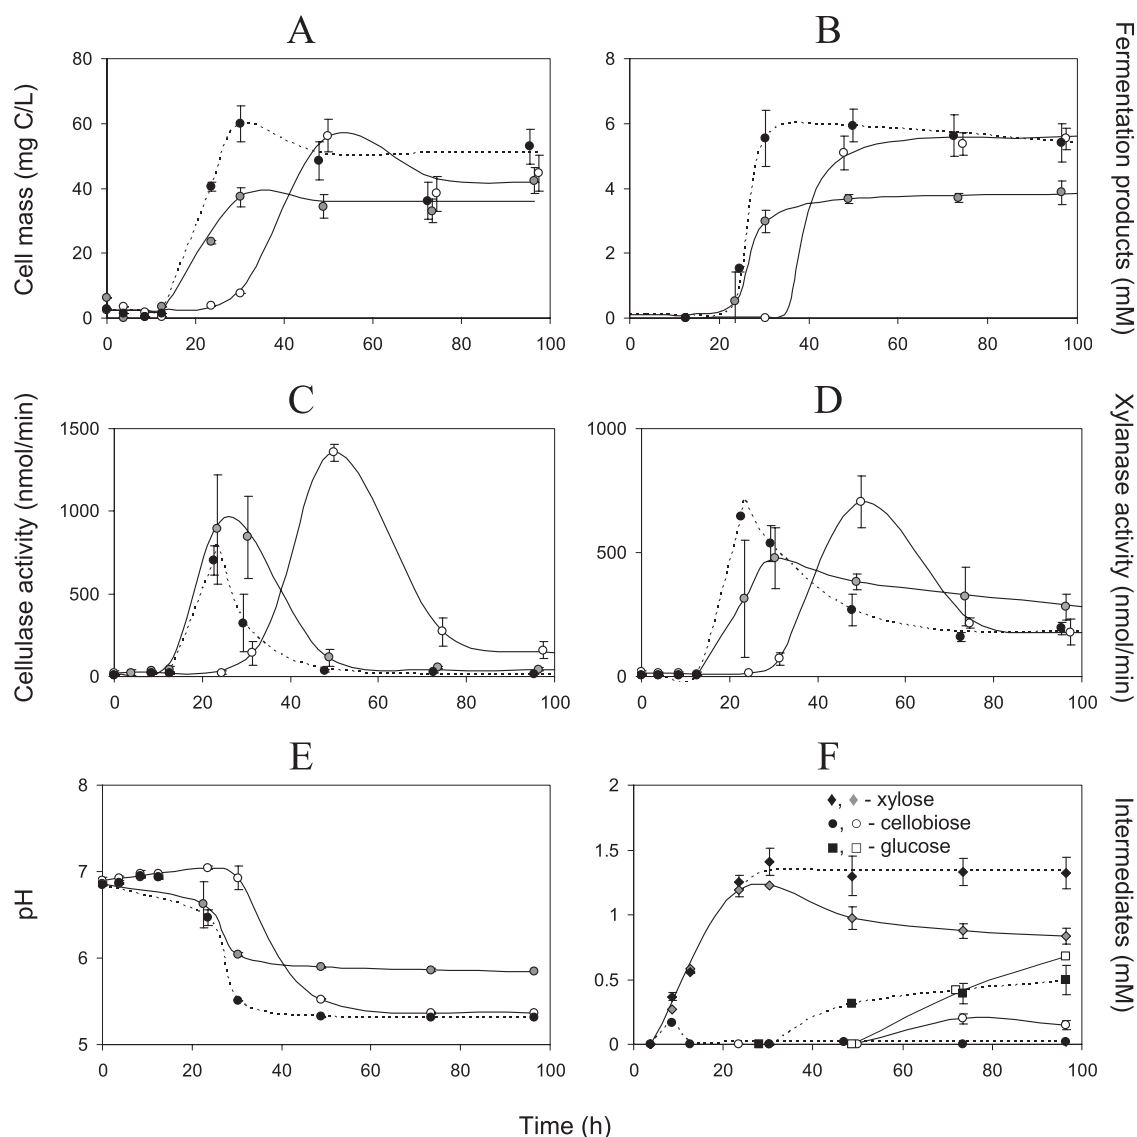 A
B
Cell mass (mg C/L)
80
60
40
20
0
0 20 40 60 80 100
8
6
4
2
0
0 20 40 60 80 100
Fermentation products (mM)
C
D
Cellulase activity (nmol/min)
1500
1000
500
0
0 20 40 60 80 100
1000
500
0
0 20 40 60 80 100
Xylanase activity (nmol/min)
E
F
pH
8
7
6
5
0 20 40 60 80 100
2
1.5
1
0.5
0
0 20 40 60 80 100
, - xylose
, - cellobiose
, - glucose
Intermediates (mM)
Time (h)